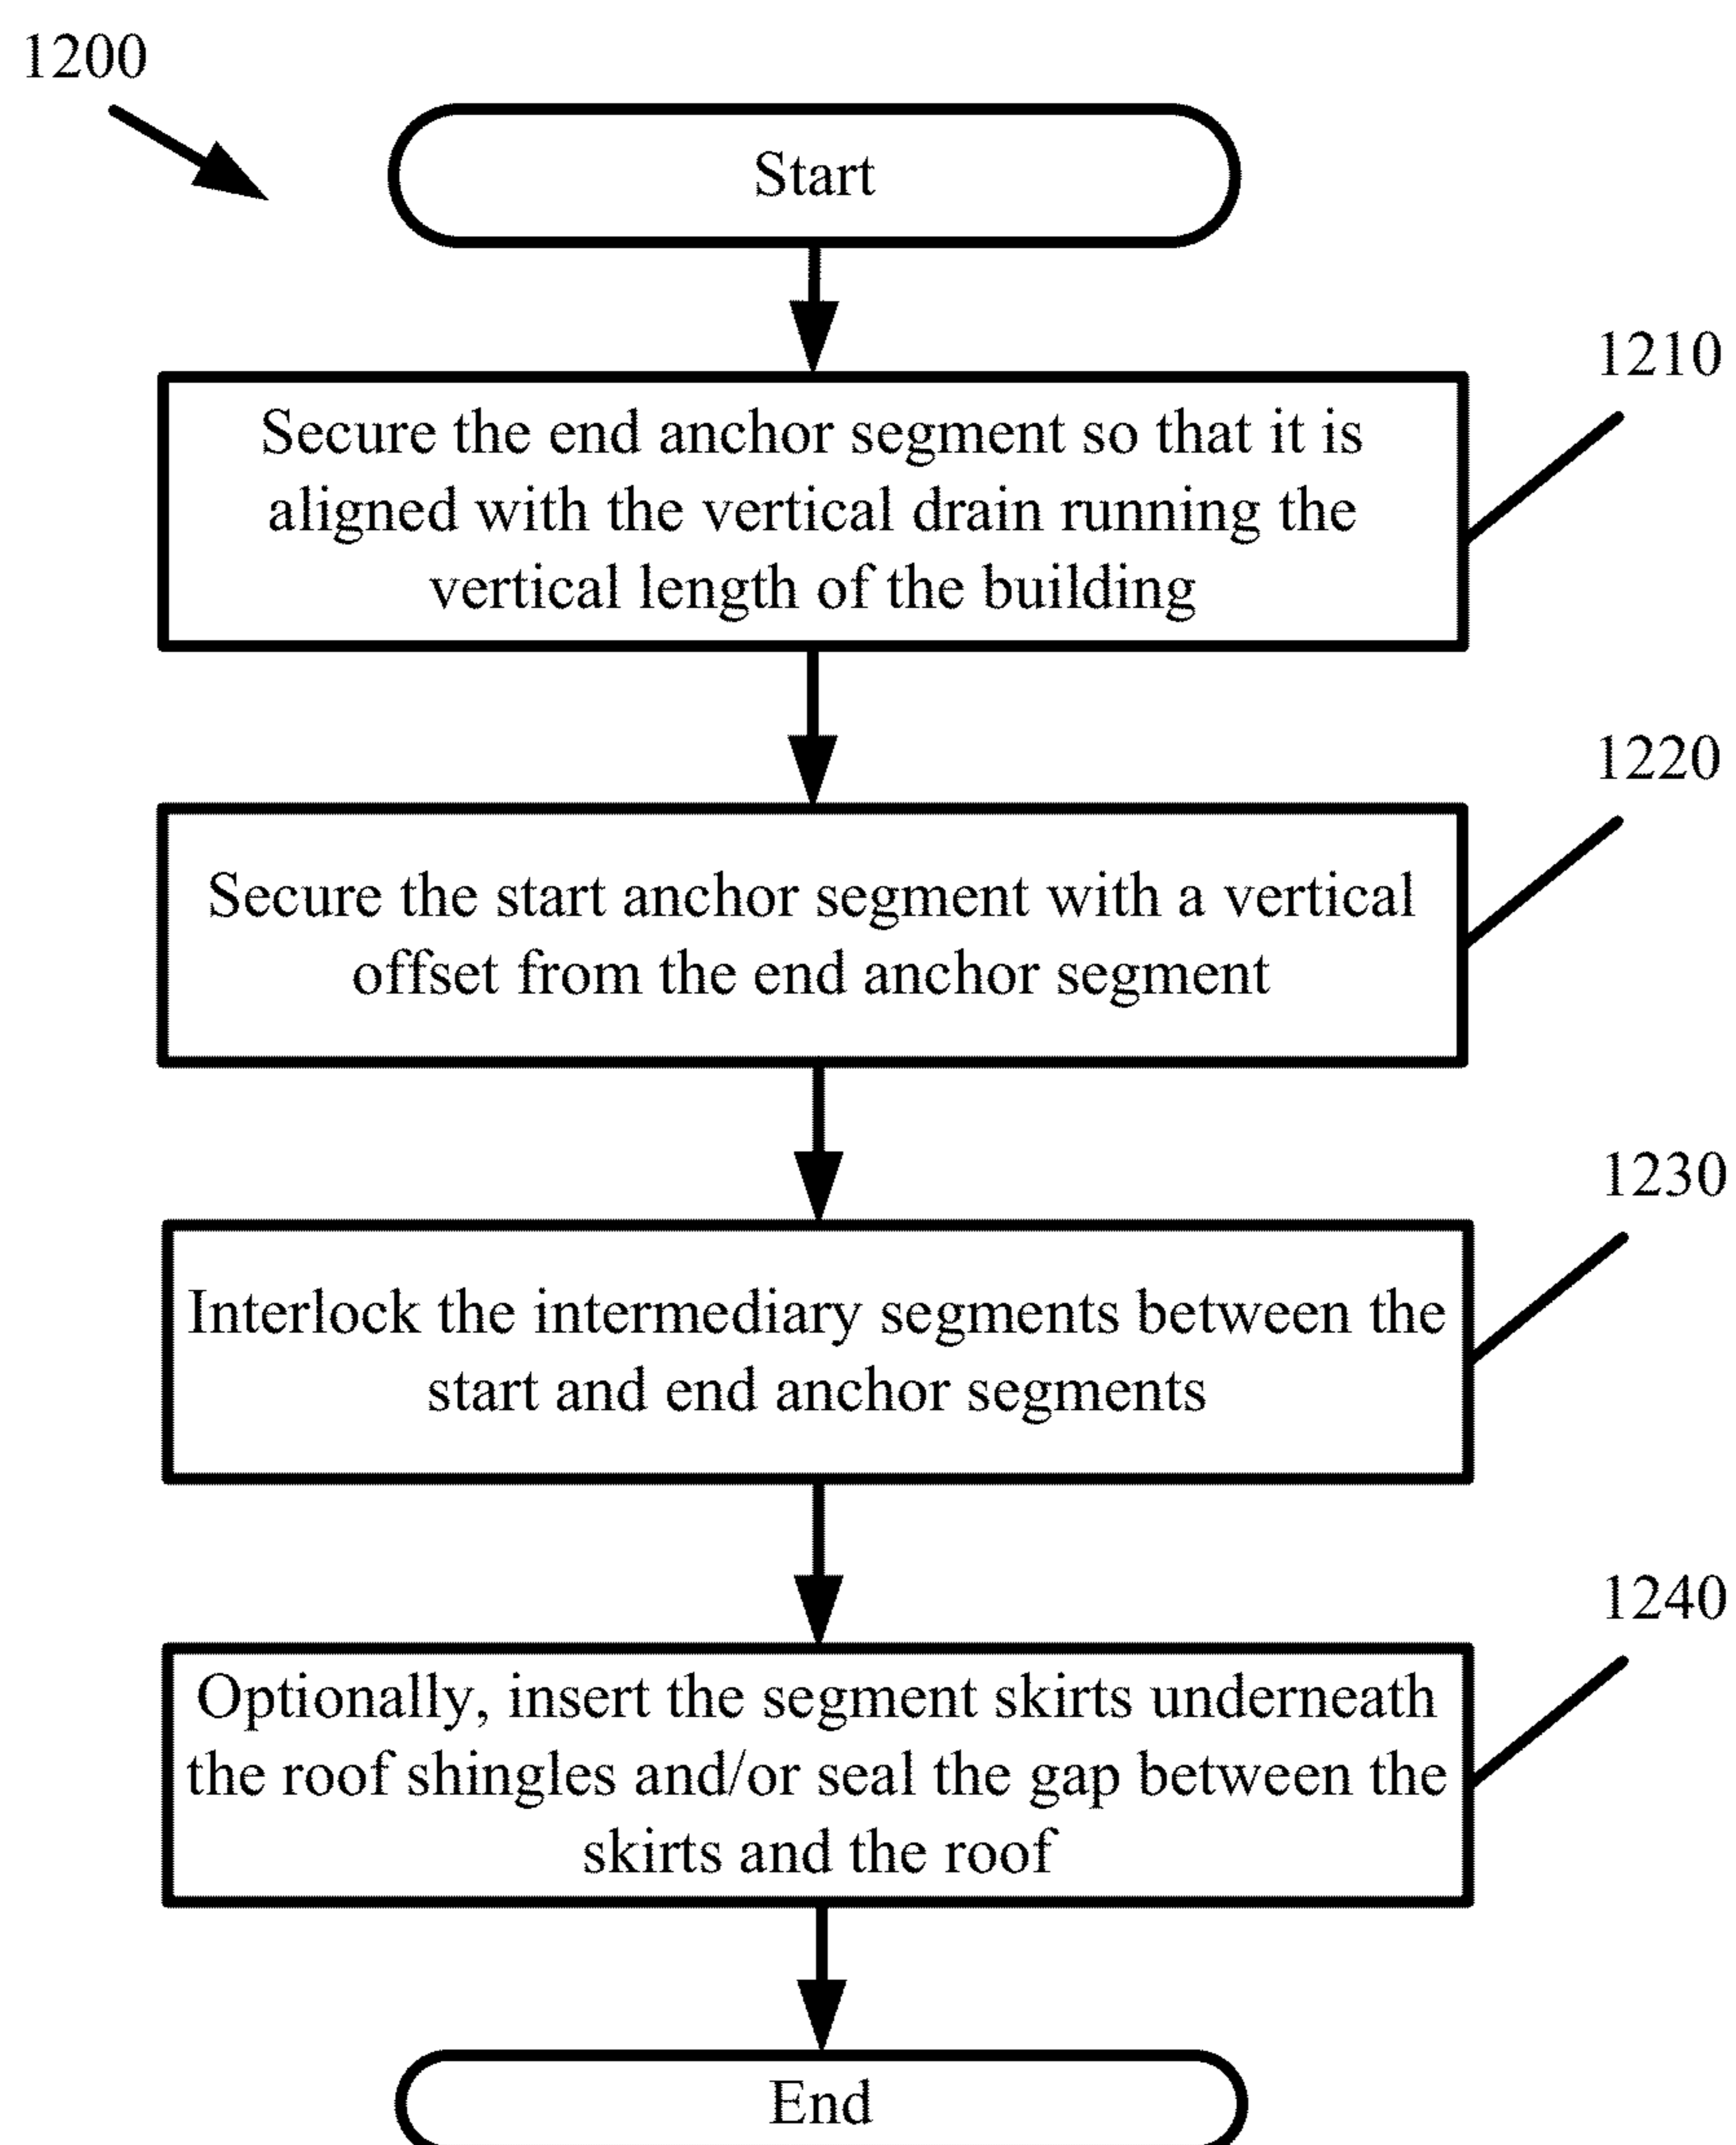 1200
Start
1210
Secure the end anchor segment so that it is
aligned with the vertical drain running the
vertical length of the building
1220
Secure the start anchor segment with a vertical
offset from the end anchor segment
1230
Interlock the intermediary segments between the
start and end anchor segments
1240
Optionally, insert the segment skirts underneath
the roof shingles and/or seal the gap between the
skirts and the roof
End